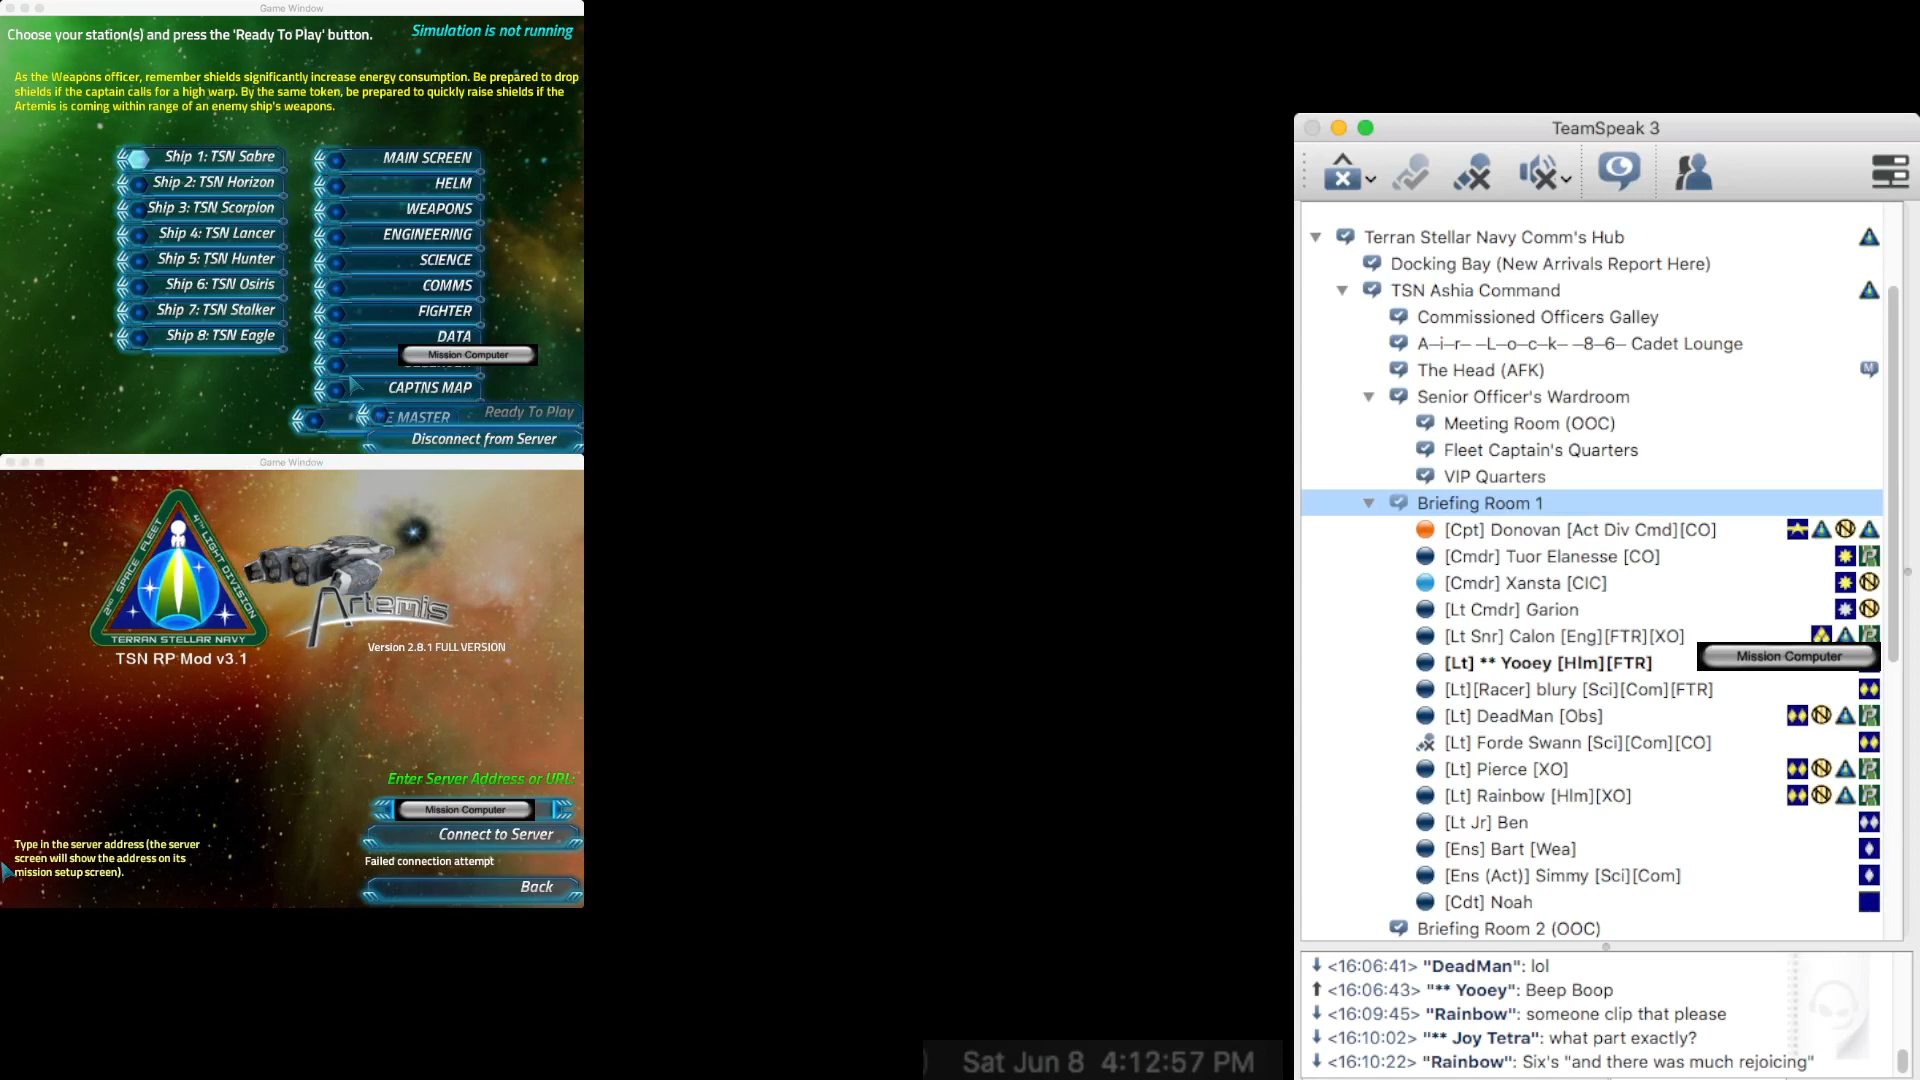 Game Window
Choose your station(s) and press the 'Ready To Play' button.
Simulation is not running
As the Weapons officer, remember shields significantly increase energy consumption. Be prepared to drop
shields if the captain calls for a high warp. By the same token, be prepared to quickly raise shields if the
Artemis is coming within range of an enemy ship's weapons.
Ship 1: TSN Sabre
Ship 2: TSN Horizon
Ship 3: TSN Scorpion
Ship 4: TSN Lancer
Ship 5: TSN Hunter
Ship 6: TSN Osiris
Ship 7: TSN Stalker
Ship 8: TSN Eagle
MAIN SCREEN
HELM
WEAPONS
ENGINEERING
SCIENCE
COMMS
FIGHTER
DATA
Mission Computer
CAPTNS MAP
E MASTER
Ready To Play
Disconnect from Server
Game Window
2ND SPACE FLEET
4TH LIGHT DIVISION
TERRAN STELLAR NAVY
TSN RP Mod v3.1
Artemis
Version 2.8.1 FULL VERSION
Enter Server Address or URL:
Mission Computer
Connect to Server
Failed connection attempt
Back
Type in the server address (the server
screen will show the address on its
mission setup screen).
Sat Jun 8 4:12:57 PM
TeamSpeak 3
Terran Stellar Navy Comm's Hub
Docking Bay (New Arrivals Report Here)
TSN Ashia Command
Commissioned Officers Galley
A–i–r– –L–o–c–k– –8–6– Cadet Lounge
The Head (AFK)
M
Senior Officer's Wardroom
Meeting Room (OOC)
Fleet Captain's Quarters
VIP Quarters
Briefing Room 1
[Cpt] Donovan [Act Div Cmd][CO]
[Cmdr] Tuor Elanesse [CO]
[Cmdr] Xansta [CIC]
[Lt Cmdr] Garion
[Lt Snr] Calon [Eng][FTR][XO]
[Lt] ** Yooey [Hlm][FTR]
Mission Computer
[Lt][Racer] blury [Sci][Com][FTR]
[Lt] DeadMan [Obs]
[Lt] Forde Swann [Sci][Com][CO]
[Lt] Pierce [XO]
[Lt] Rainbow [Hlm][XO]
[Lt Jr] Ben
[Ens] Bart [Wea]
[Ens (Act)] Simmy [Sci][Com]
[Cdt] Noah
Briefing Room 2 (OOC)
<16:06:41> "DeadMan": lol
<16:06:43> "** Yooey": Beep Boop
<16:09:45> "Rainbow": someone clip that please
<16:10:02> "** Joy Tetra": what part exactly?
<16:10:22> "Rainbow": Six's "and there was much rejoicing"